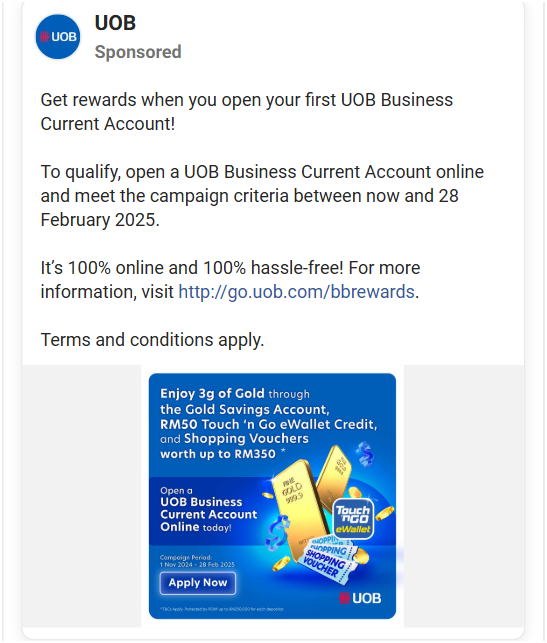 UOB
UOB
Sponsored
Get rewards when you open your first UOB Business
Current Account!
To qualify, open a UOB Business Current Account online
and meet the campaign criteria between now and 28
February 2025.
It's 100% online and 100% hassle-free! For more
information, visit http://go.uob.com/bbrewards.
Terms and conditions apply.
Enjoy 3g of Gold through
the Gold Savings Account,
RM50 Touch 'n Go eWallet Credit,
and Shopping Vouchers
worth up to RM350 *
Open a
UOB Business
Current Account
Online today!
FINE
GOLD
999.9
GOLD
Touch
'nGO
eWallet
SHOPPING
SHOPPING
VOUCHER
Campaign Period:
1 Nov 2024 - 28 Feb 2025
Apply Now
UOB
*T&Cs Apply. Protected by PIDM up to RM250,000 for each depositor.